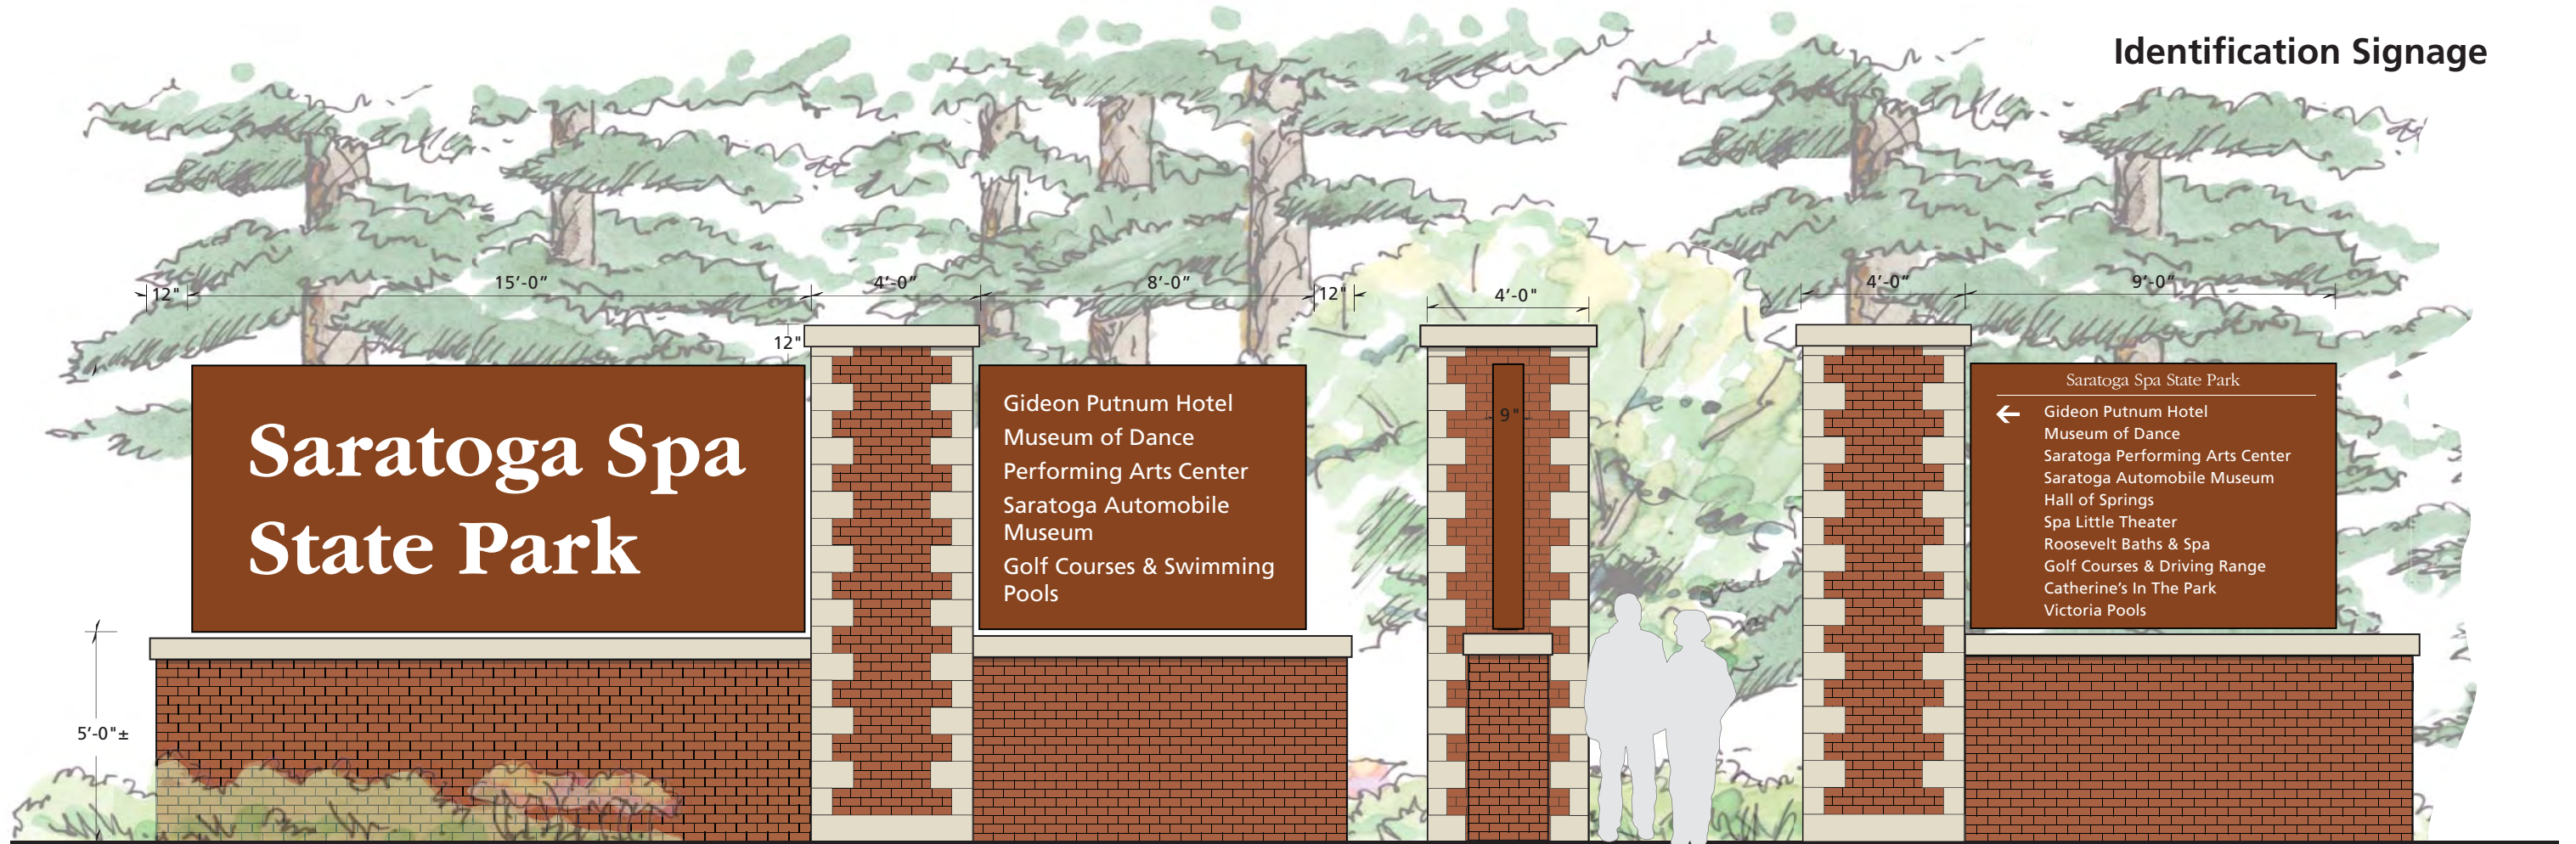 Identification Signage
12"
15’-0”
4’-0”
8’-0”
12"
4’-0"
4’-0”
9’-0”
12"
Saratoga Spa
State Park
Gideon Putnum Hotel
Museum of Dance
Performing Arts Center
Saratoga Automobile
Museum
Golf Courses & Swimming
Pools
9"
Saratoga Spa State Park
← Gideon Putnum Hotel
Museum of Dance
Saratoga Performing Arts Center
Saratoga Automobile Museum
Hall of Springs
Spa Little Theater
Roosevelt Baths & Spa
Golf Courses & Driving Range
Catherine’s In The Park
Victoria Pools
5’-0"±